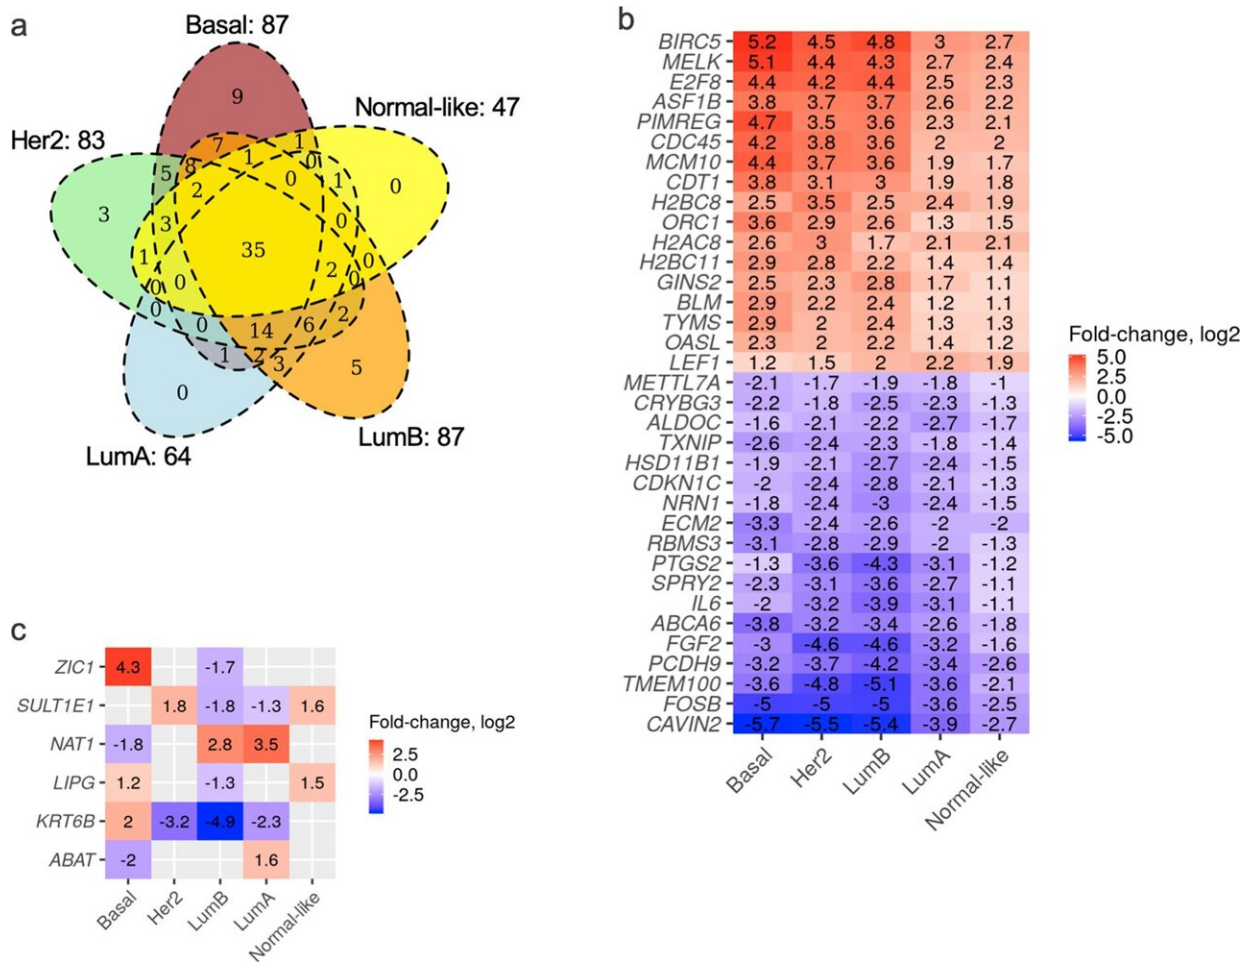 a
Basal: 87
9
Normal-like: 47
Her2: 83
7
1
1
0
5
8
2
0
1
0
3
3
0
35
1
2
0
0
0
0
0
0
14
6
2
1
2
3
5
0
LumB: 87
LumA: 64
b
BIRC5 5.2 4.5 4.8 3 2.7
MELK 5.1 4.4 4.3 2.7 2.4
E2F8 4.4 4.2 4.4 2.5 2.3
ASF1B 3.8 3.7 3.7 2.6 2.2
PIMREG 4.7 3.5 3.6 2.3 2.1
CDC45 4.2 3.8 3.6 2 2
MCM10 4.4 3.7 3.6 1.9 1.7
CDT1 3.8 3.1 3 1.9 1.8
H2BC8 2.5 3.5 2.5 2.4 1.9
ORC1 3.6 2.9 2.6 1.3 1.5
H2AC8 2.6 3 1.7 2.1 2.1
H2BC11 2.9 2.8 2.2 1.4 1.4
GINS2 2.5 2.3 2.8 1.7 1.1
BLM 2.9 2.2 2.4 1.2 1.1
TYMS 2.9 2 2.4 1.3 1.3
OASL 2.3 2 2.2 1.4 1.2
LEF1 1.2 1.5 2 2.2 1.9
METTL7A -2.1 -1.7 -1.9 -1.8 -1
CRYBG3 -2.2 -1.8 -2.5 -2.3 -1.3
ALDOC -1.6 -2.1 -2.2 -2.7 -1.7
TXNIP -2.6 -2.4 -2.3 -1.8 -1.4
HSD11B1 -1.9 -2.1 -2.7 -2.4 -1.5
CDKN1C -2 -2.4 -2.8 -2.1 -1.3
NRN1 -1.8 -2.4 -3 -2.4 -1.5
ECM2 -3.3 -2.4 -2.6 -2 -2
RBMS3 -3.1 -2.8 -2.9 -2 -1.3
PTGS2 -1.3 -3.6 -4.3 -3.1 -1.2
SPRY2 -2.3 -3.1 -3.6 -2.7 -1.1
IL6 -2 -3.2 -3.9 -3.1 -1.1
ABCA6 -3.8 -3.2 -3.4 -2.6 -1.8
FGF2 -3 -4.6 -4.6 -3.2 -1.6
PCDH9 -3.2 -3.7 -4.2 -3.4 -2.6
TMEM100 -3.6 -4.8 -5.1 -3.6 -2.1
FOSB -5 -5 -5 -3.6 -2.5
CAVIN2 -5.7 -5.5 -5.4 -3.9 -2.7
Basal Her2 LumB LumA Normal-like
Fold-change, log2
5.0
2.5
0.0
-2.5
-5.0
c
ZIC1 4.3 -1.7
SULT1E1 1.8 -1.8 -1.3 1.6
NAT1 -1.8 2.8 3.5
LIPG 1.2 -1.3 1.5
KRT6B 2 -3.2 -4.9 -2.3
ABAT -2 1.6
Basal Her2 LumB LumA Normal-like
Fold-change, log2
2.5
0.0
-2.5